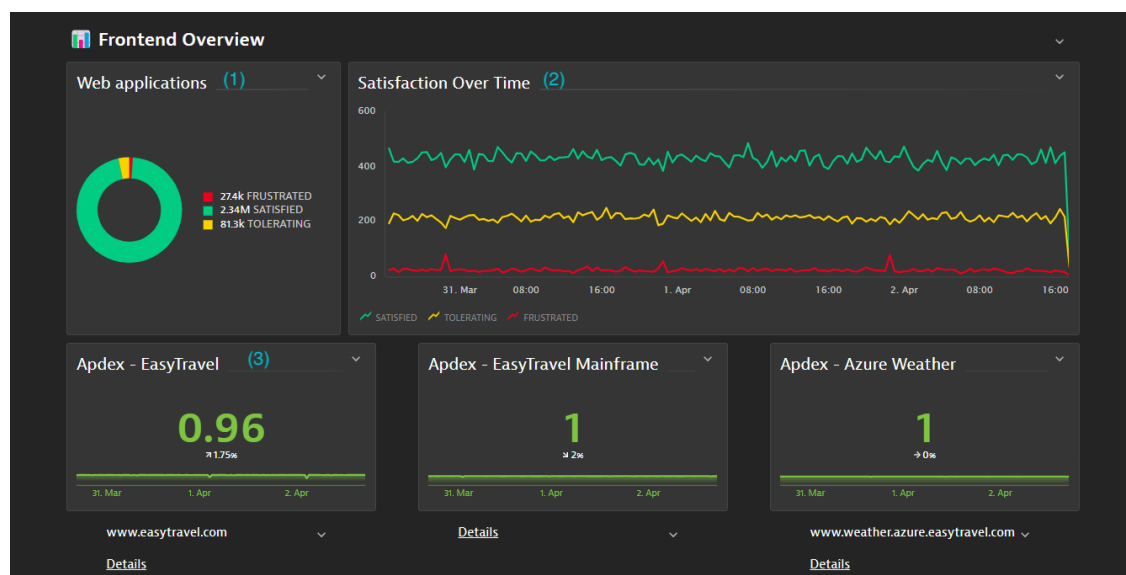 Frontend Overview
Web applications (1)
27.4k FRUSTRATED
2.34M SATISFIED
81.3k TOLERATING
Satisfaction Over Time (2)
600
400
200
0
31. Mar 08:00 16:00 1. Apr 08:00 16:00 2. Apr 08:00 16:00
SATISFIED TOLERATING FRUSTRATED
Apdex - EasyTravel (3)
0.96
1.75%
31. Mar 1. Apr 2. Apr
Apdex - EasyTravel Mainframe
1
2%
31. Mar 1. Apr 2. Apr
Apdex - Azure Weather
1
0%
31. Mar 1. Apr 2. Apr
www.easytravel.com
Details
Details
www.weather.azure.easytravel.com
Details